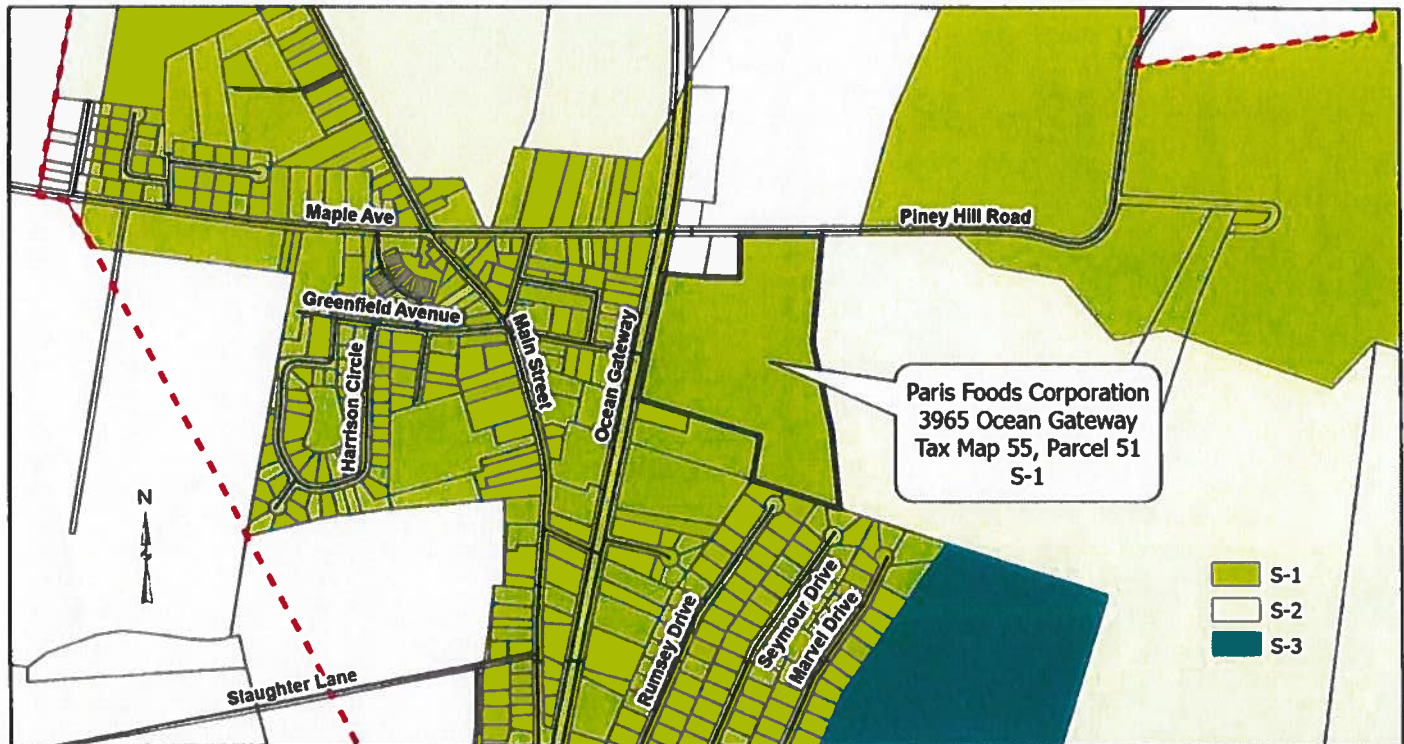 Maple Ave
Piney Hill Road
Greenfield Avenue
Main Street
Harrison Circle
Ocean Gateway
Paris Foods Corporation
3965 Ocean Gateway
Tax Map 55, Parcel 51
S-1
N
S-1
S-2
S-3
Rumsey Drive
Seymour Drive
Marvel Drive
Slaughter Lane